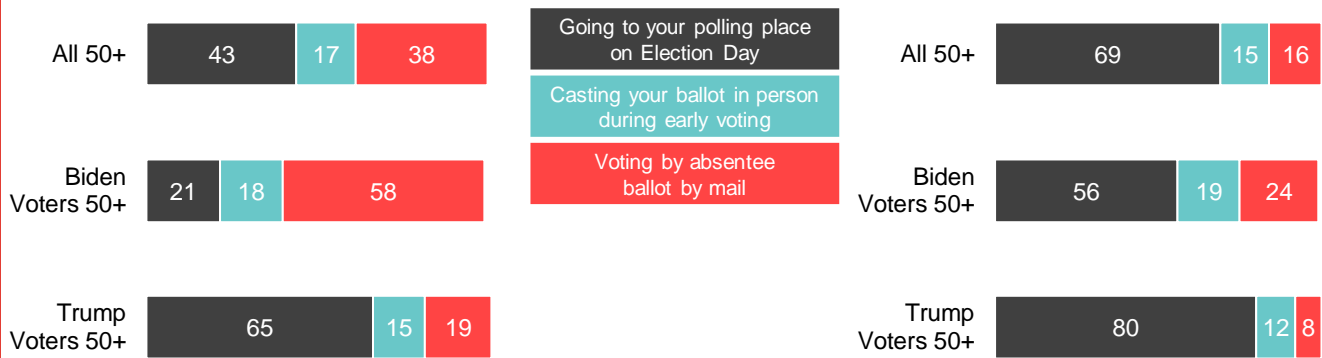 All 50+
43 17 38
Biden
Voters 50+
21 18 58
Trump
Voters 50+
65 15 19
Going to your polling place
on Election Day
Casting your ballot in person
during early voting
Voting by absentee
ballot by mail
All 50+
69 15 16
Biden
Voters 50+
56 19 24
Trump
Voters 50+
80 12 8